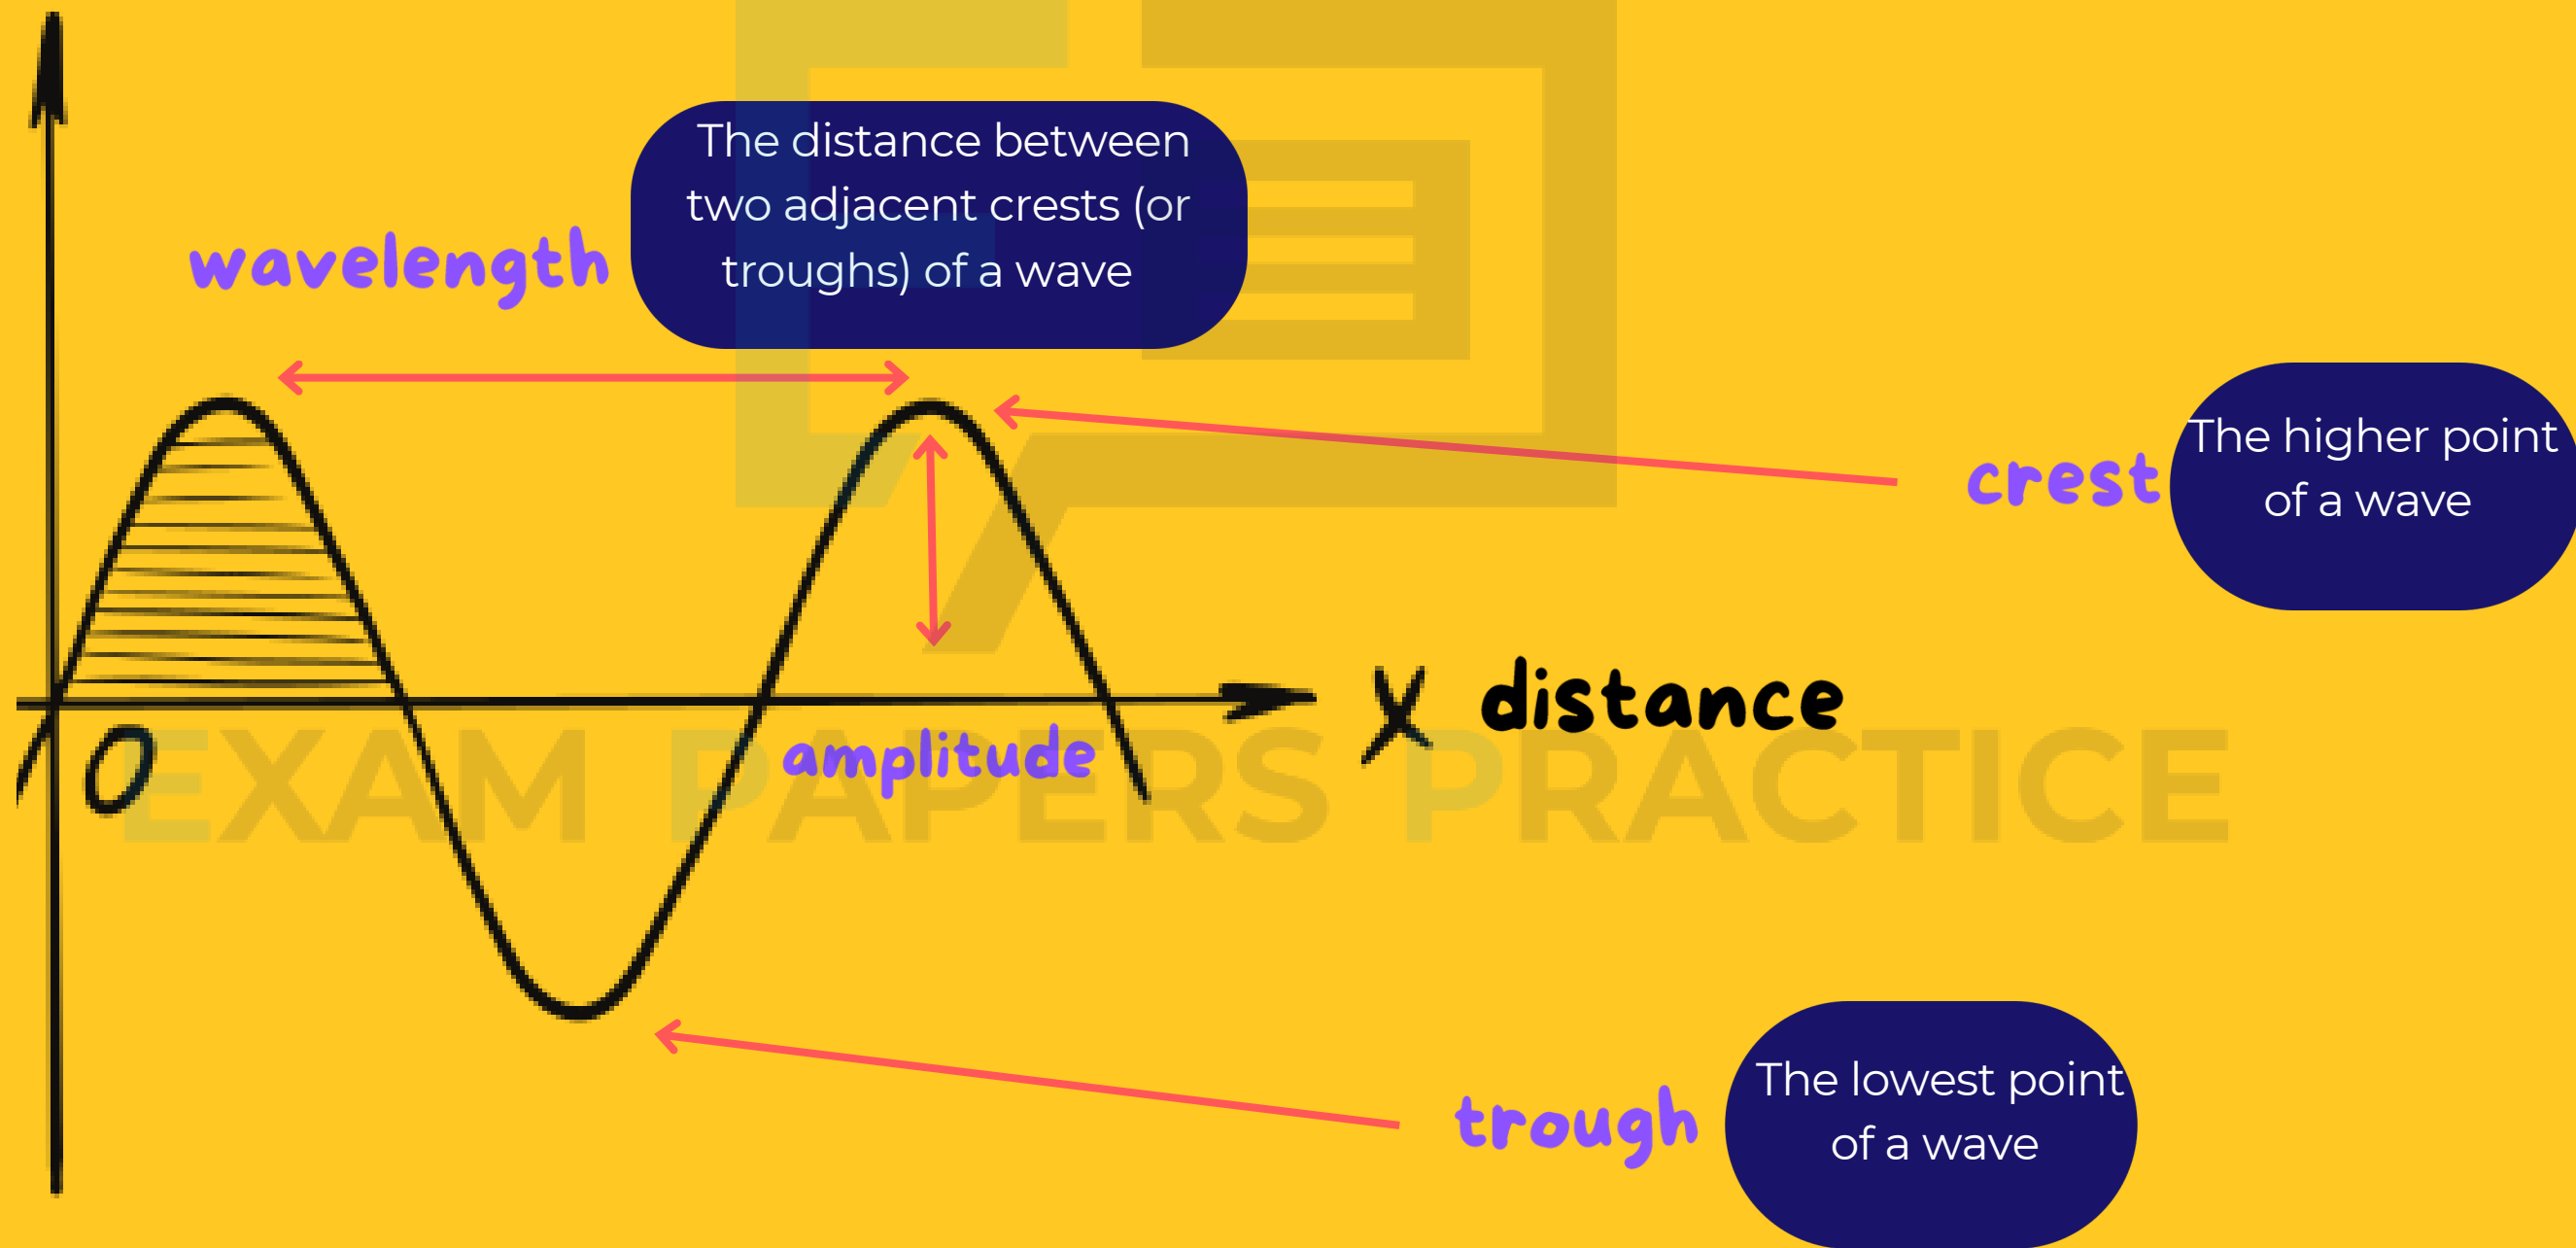 The distance between
two adjacent crests (or
troughs) of a wave
wavelength
The higher point
of a wave
crest
X distance
O
amplitude
EXAM PAPERS PRACTICE
The lowest point
of a wave
trough